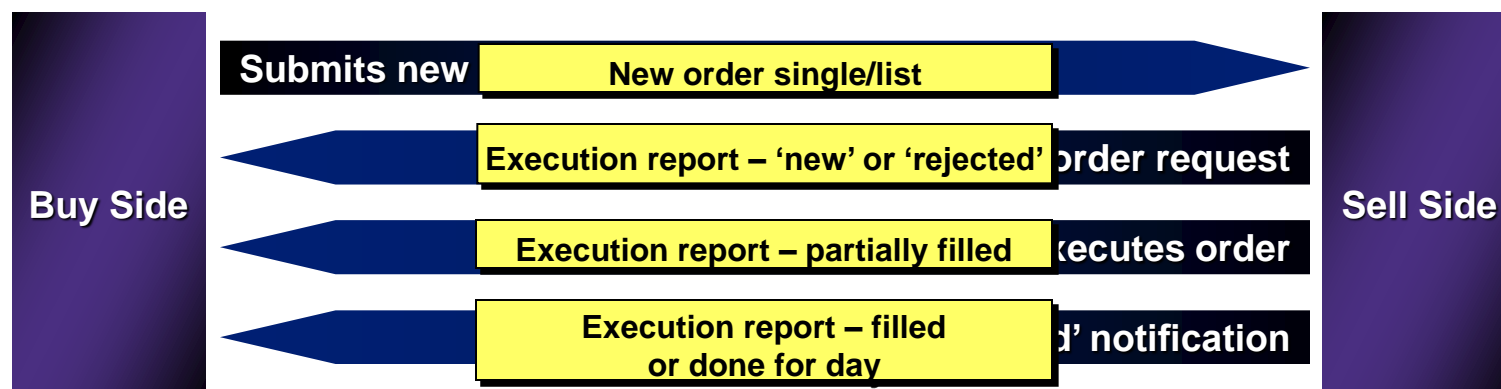 Buy Side
Submits new
New order single/list
Execution report – ‘new’ or ‘rejected’
order request
Execution report – partially filled
executes order
Execution report – filled
or done for day
d’ notification
Sell Side